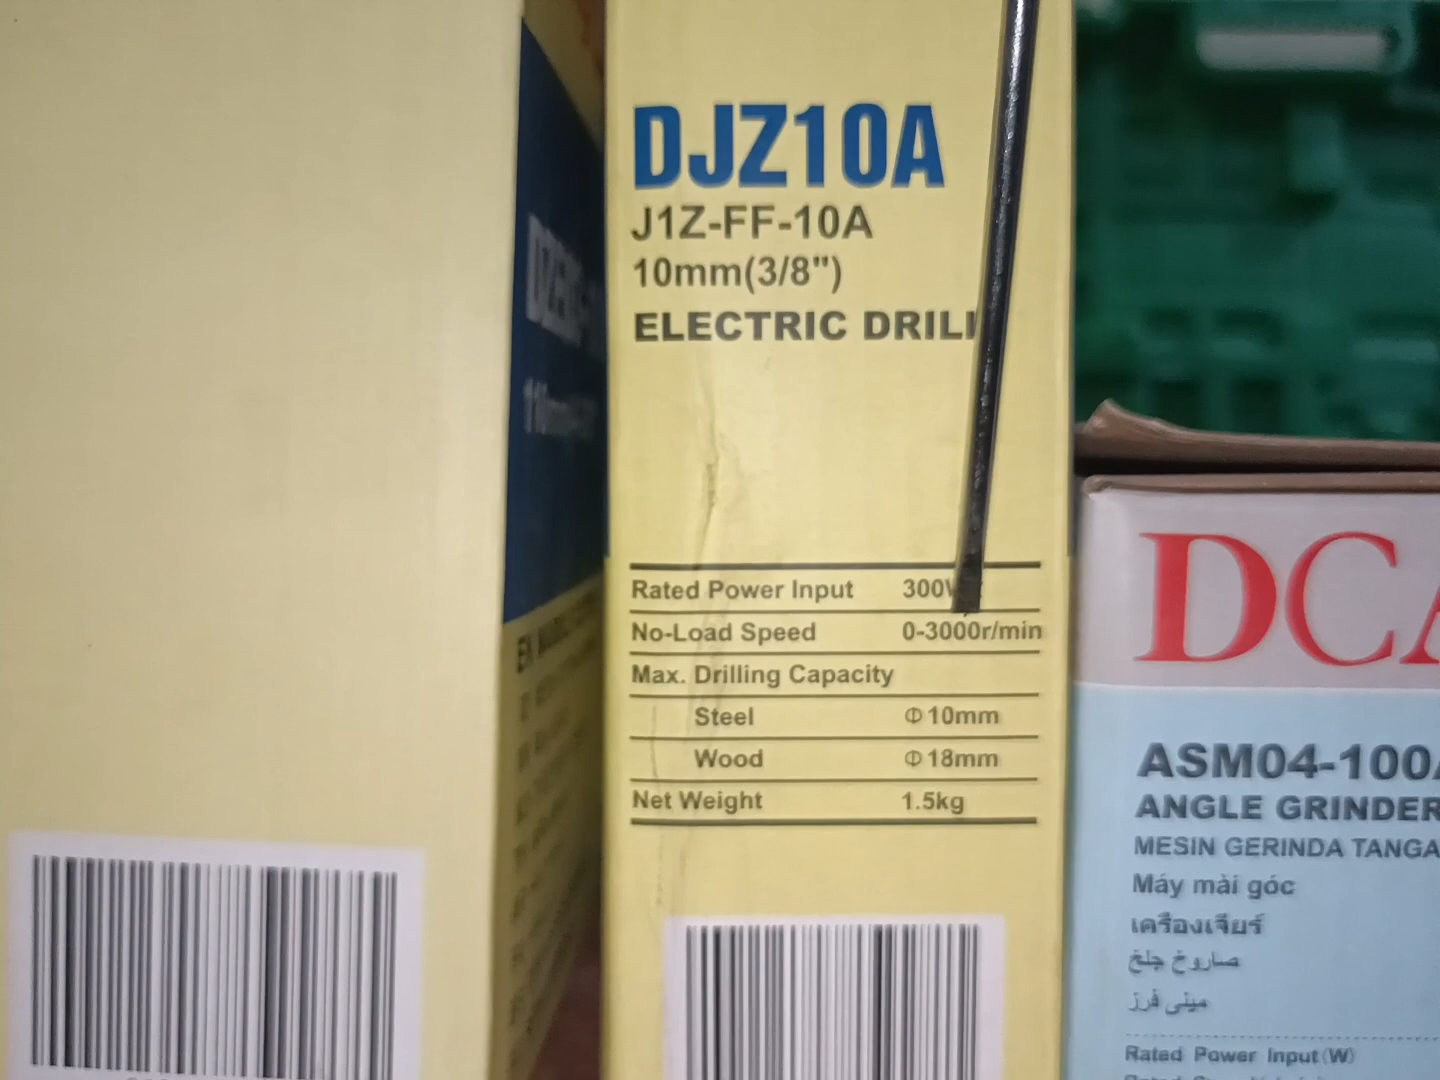 DJZ10A
J1Z-FF-10A
10mm(3/8")
ELECTRIC DRILL
Rated Power Input 300W
No-Load Speed 0-3000r/min
Max. Drilling Capacity
Steel Φ10mm
Wood Φ18mm
Net Weight 1.5kg
DCA
ASM04-100A
ANGLE GRINDER
MESIN GERINDA TANGA
Máy mài góc
เครื่องเจียร์
صاروخ جلخ
مینی فرز
Rated Power Input(W)